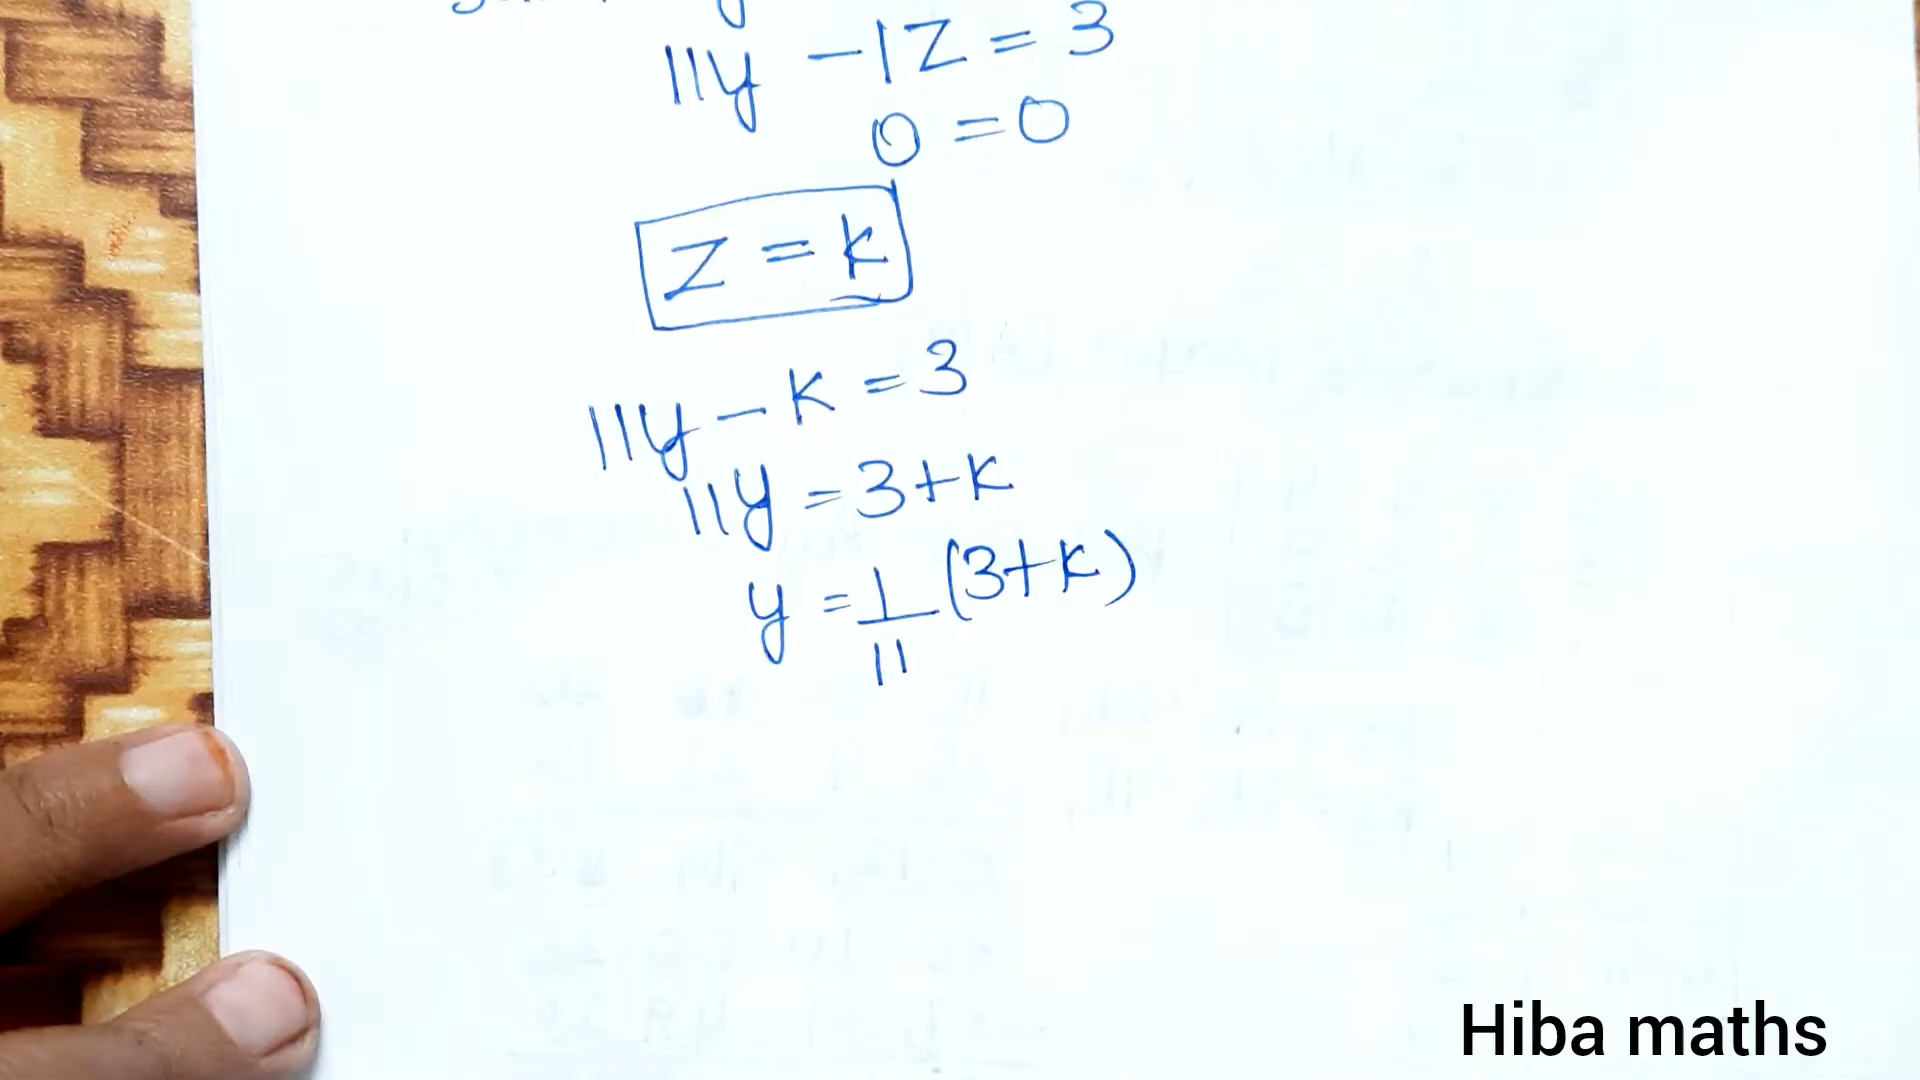 11y - 1z = 3
0 = 0
z = k
11y - k = 3
11y = 3 + k
y = 1/11 (3 + k)
Hiba maths